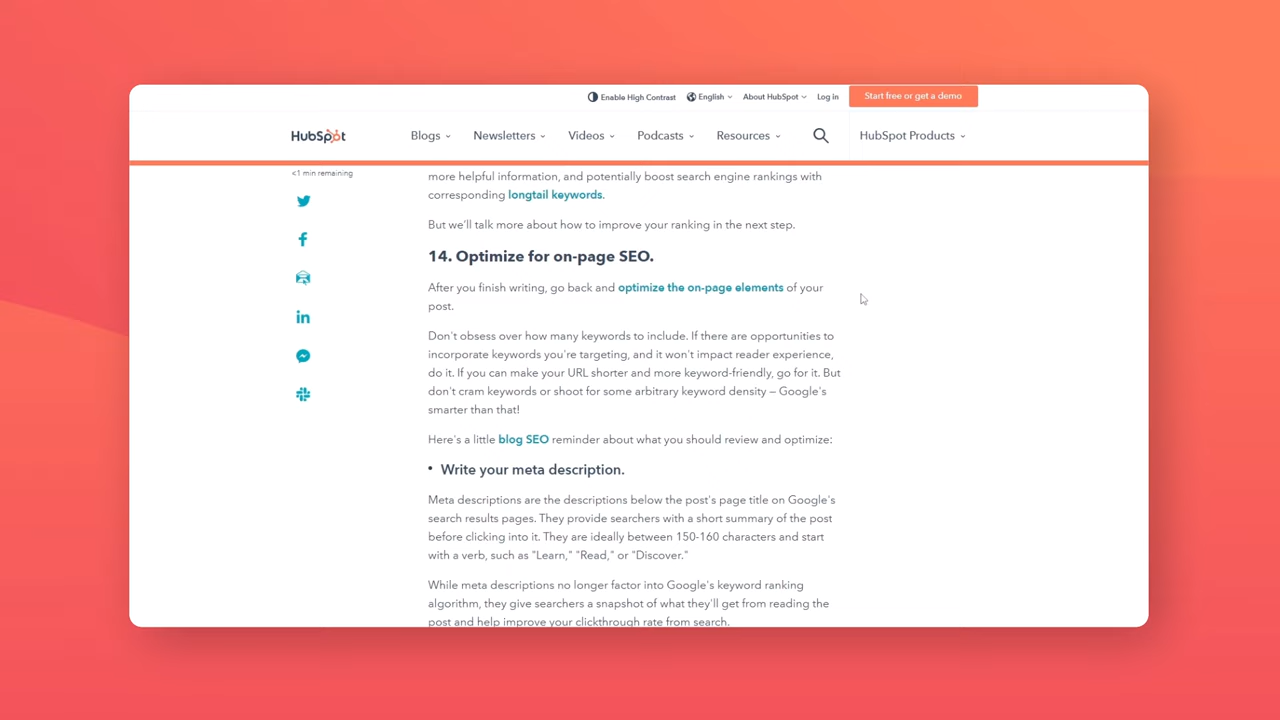 Enable High Contrast English About HubSpot Log in Start free or get a demo
HubSpot Blogs Newsletters Videos Podcasts Resources HubSpot Products
<1 min remaining
more helpful information, and potentially boost search engine rankings with
corresponding longtail keywords.
But we'll talk more about how to improve your ranking in the next step.
14. Optimize for on-page SEO.
After you finish writing, go back and optimize the on-page elements of your
post.
Don't obsess over how many keywords to include. If there are opportunities to
incorporate keywords you're targeting, and it won't impact reader experience,
do it. If you can make your URL shorter and more keyword-friendly, go for it. But
don't cram keywords or shoot for some arbitrary keyword density — Google's
smarter than that!
Here's a little blog SEO reminder about what you should review and optimize:
• Write your meta description.
Meta descriptions are the descriptions below the post's page title on Google's
search results pages. They provide searchers with a short summary of the post
before clicking into it. They are ideally between 150-160 characters and start
with a verb, such as "Learn," "Read," or "Discover."
While meta descriptions no longer factor into Google's keyword ranking
algorithm, they give searchers a snapshot of what they'll get from reading the
post and help improve your clickthrough rate from search.